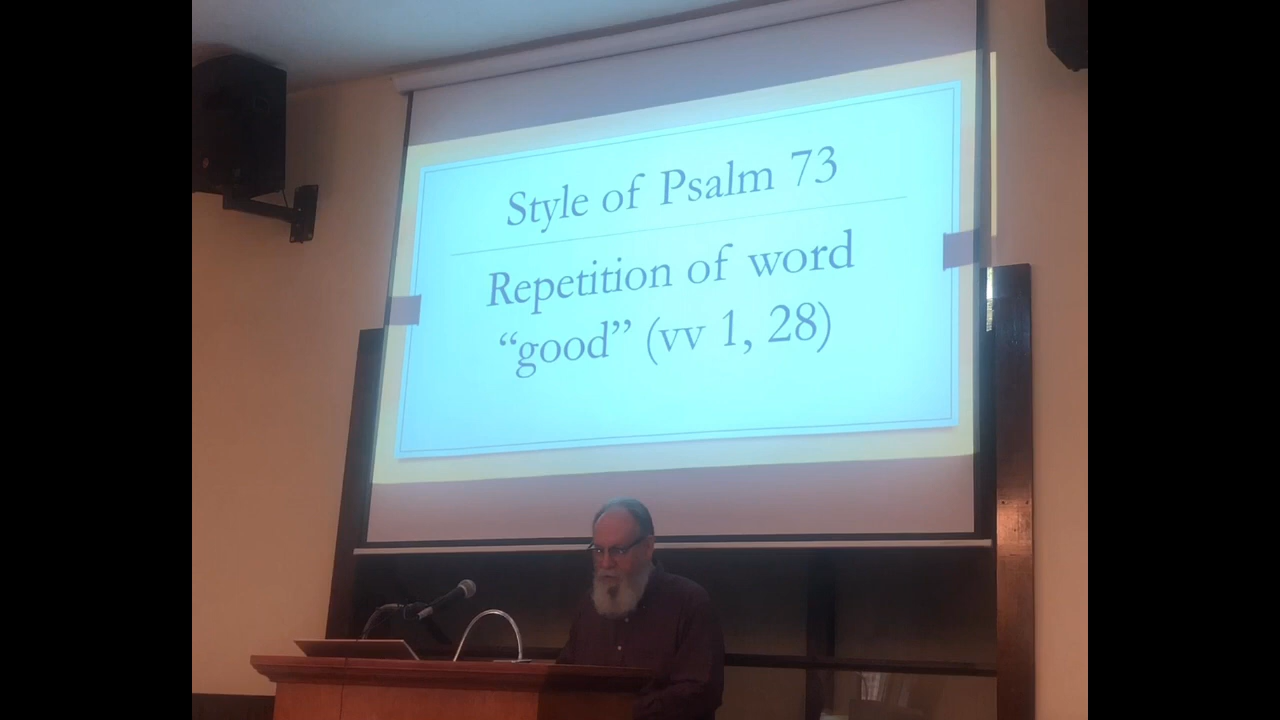 Style of Psalm 73
Repetition of word
“good” (vv 1, 28)